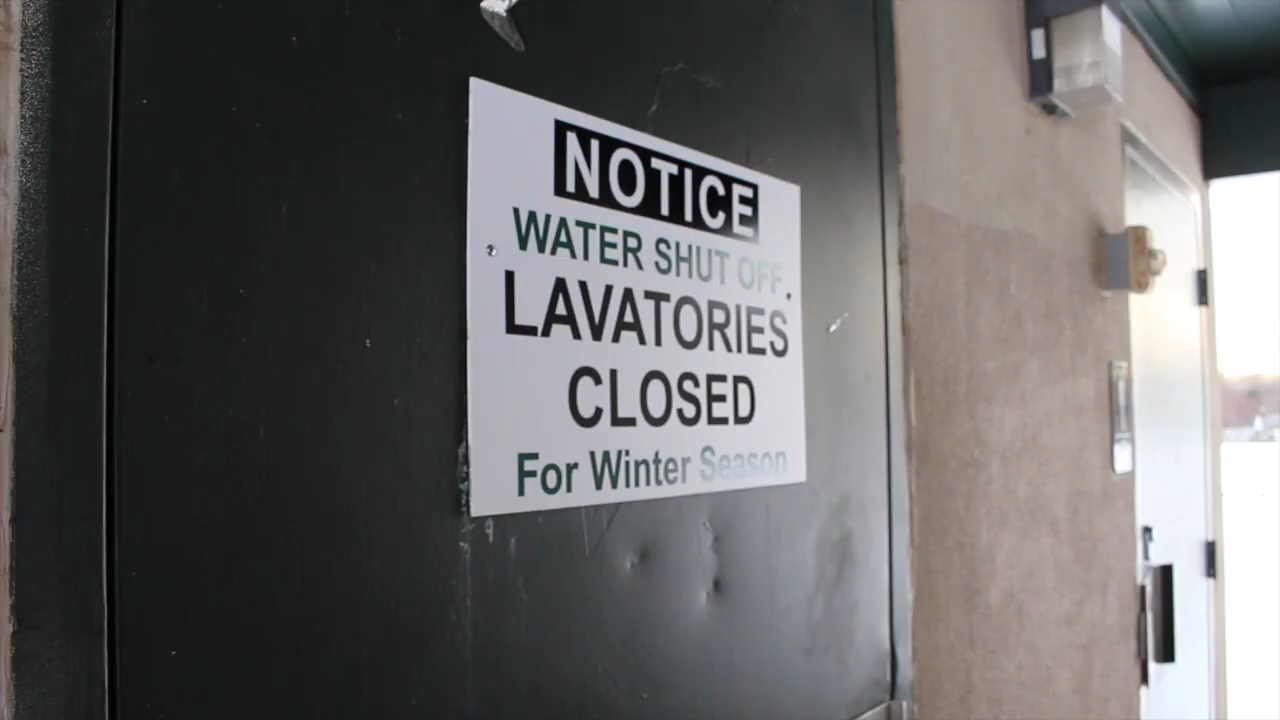 NOTICE
WATER SHUT OFF.
LAVATORIES
CLOSED
For Winter Season